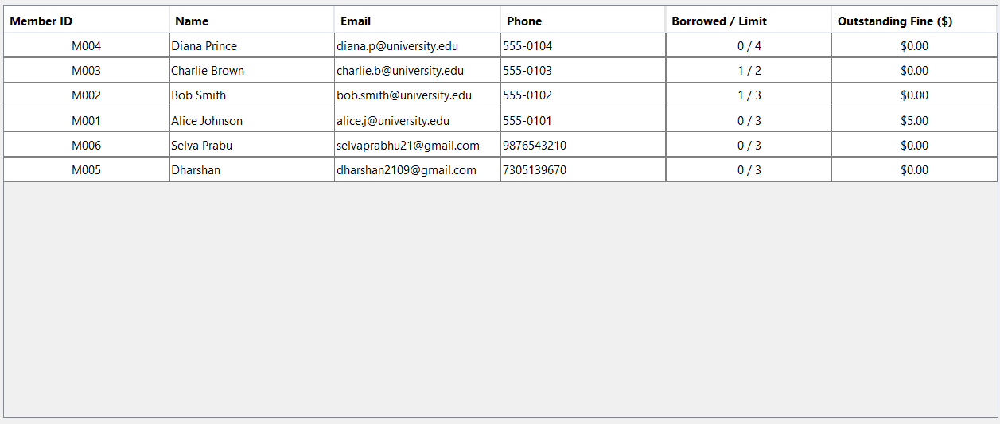 Member ID Name Email Phone Borrowed / Limit Outstanding Fine ($)
M004 Diana Prince diana.p@university.edu 555-0104 0 / 4 $0.00
M003 Charlie Brown charlie.b@university.edu 555-0103 1 / 2 $0.00
M002 Bob Smith bob.smith@university.edu 555-0102 1 / 3 $0.00
M001 Alice Johnson alice.j@university.edu 555-0101 0 / 3 $5.00
M006 Selva Prabu selvaprabhu21@gmail.com 9876543210 0 / 3 $0.00
M005 Dharshan dharshan2109@gmail.com 7305139670 0 / 3 $0.00